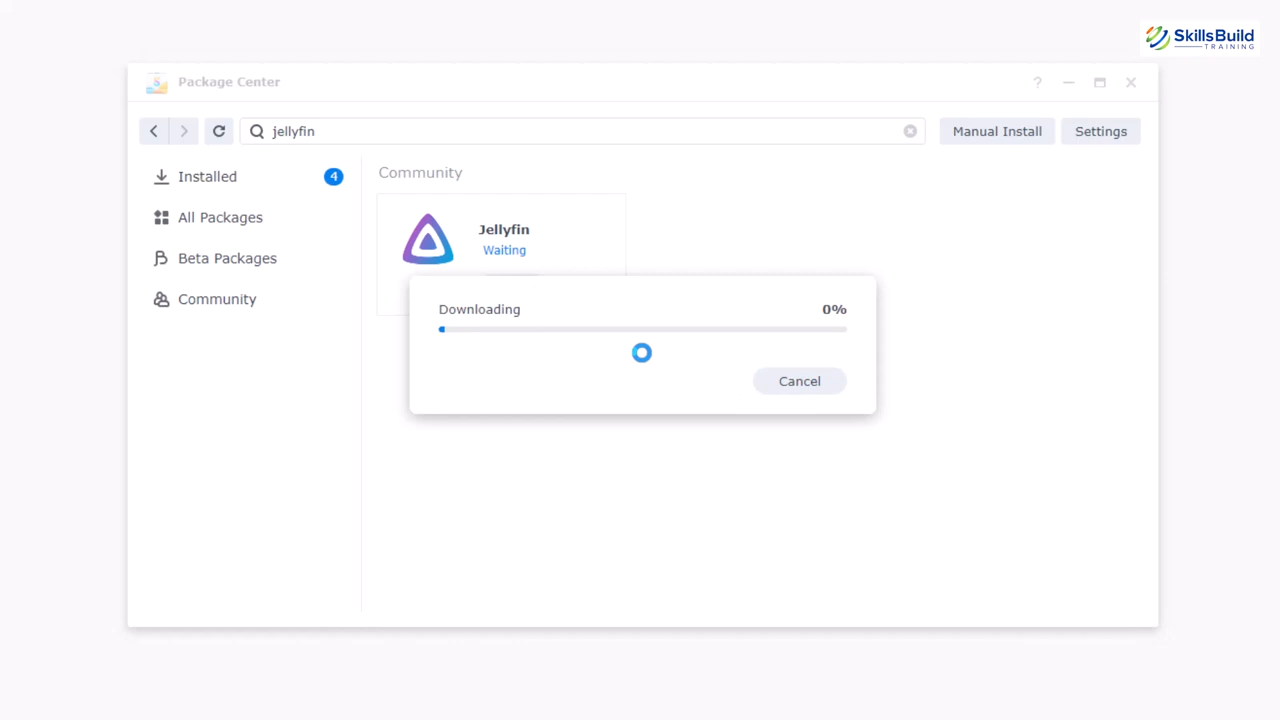 SkillsBuild
TRAINING
Package Center
?
jellyfin
Manual Install
Settings
Installed
4
All Packages
Beta Packages
Community
Community
Jellyfin
Waiting
Downloading
0%
Cancel